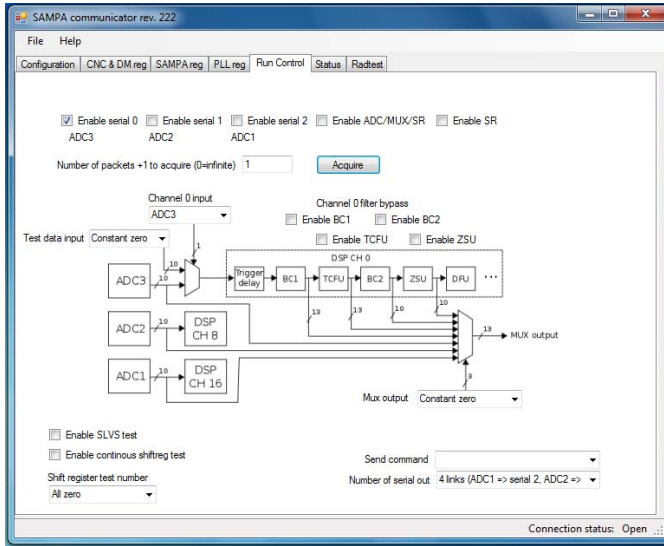 SAMPA communicator rev. 222
File Help
Configuration CNC & DM reg SAMPA reg PLL reg Run Control Status Radtest
Enable serial 0 Enable serial 1 Enable serial 2 Enable ADC/MUX/SR Enable SR
ADC3 ADC2 ADC1
Number of packets +1 to acquire (0=infinite) 1 Acquire
Channel 0 input
ADC3
Channel 0 filter bypass
Enable BC1 Enable BC2
Enable TCFU Enable ZSU
Test data input Constant zero
1
10
10
DSP CH 0
ADC3
Trigger delay
BC1 TCFU BC2 ZSU DFU ...
13 13 10 10
ADC2 10 DSP CH 8
13 MUX output
ADC1 10 DSP CH 16
3
Mux output Constant zero
Enable SLVS test
Enable continous shiftreg test
Shift register test number
All zero
Send command
Number of serial out 4 links (ADC1 => serial 2, ADC2 =>
Connection status: Open